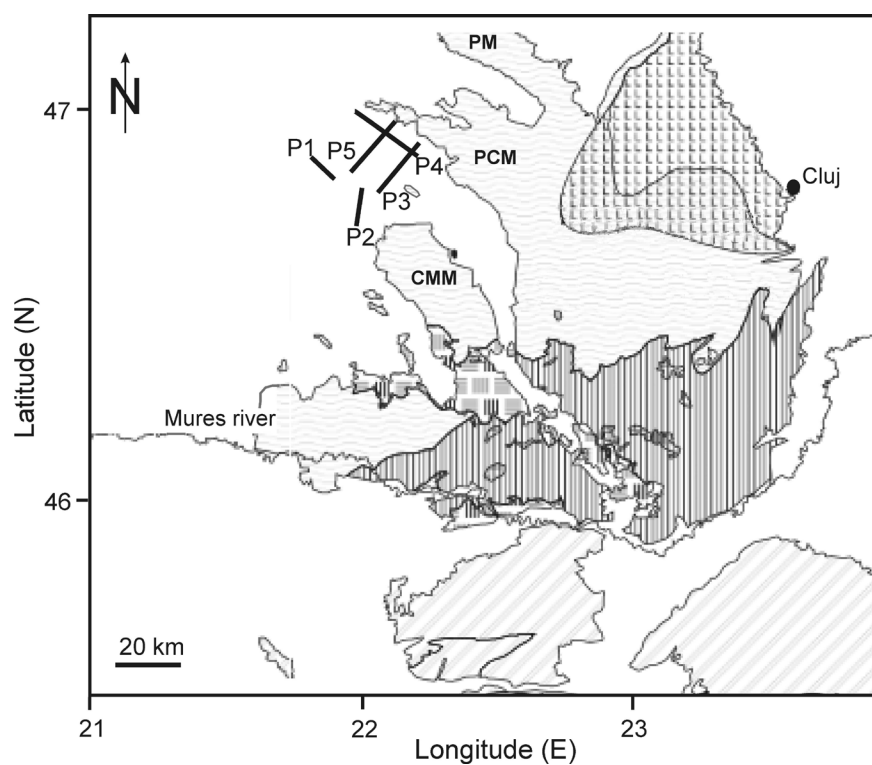 PM
N
47
P1
P5
P4
PCM
Cluj
P3
P2
CMM
Latitude (N)
Mures river
46
20 km
21
22
23
Longitude (E)